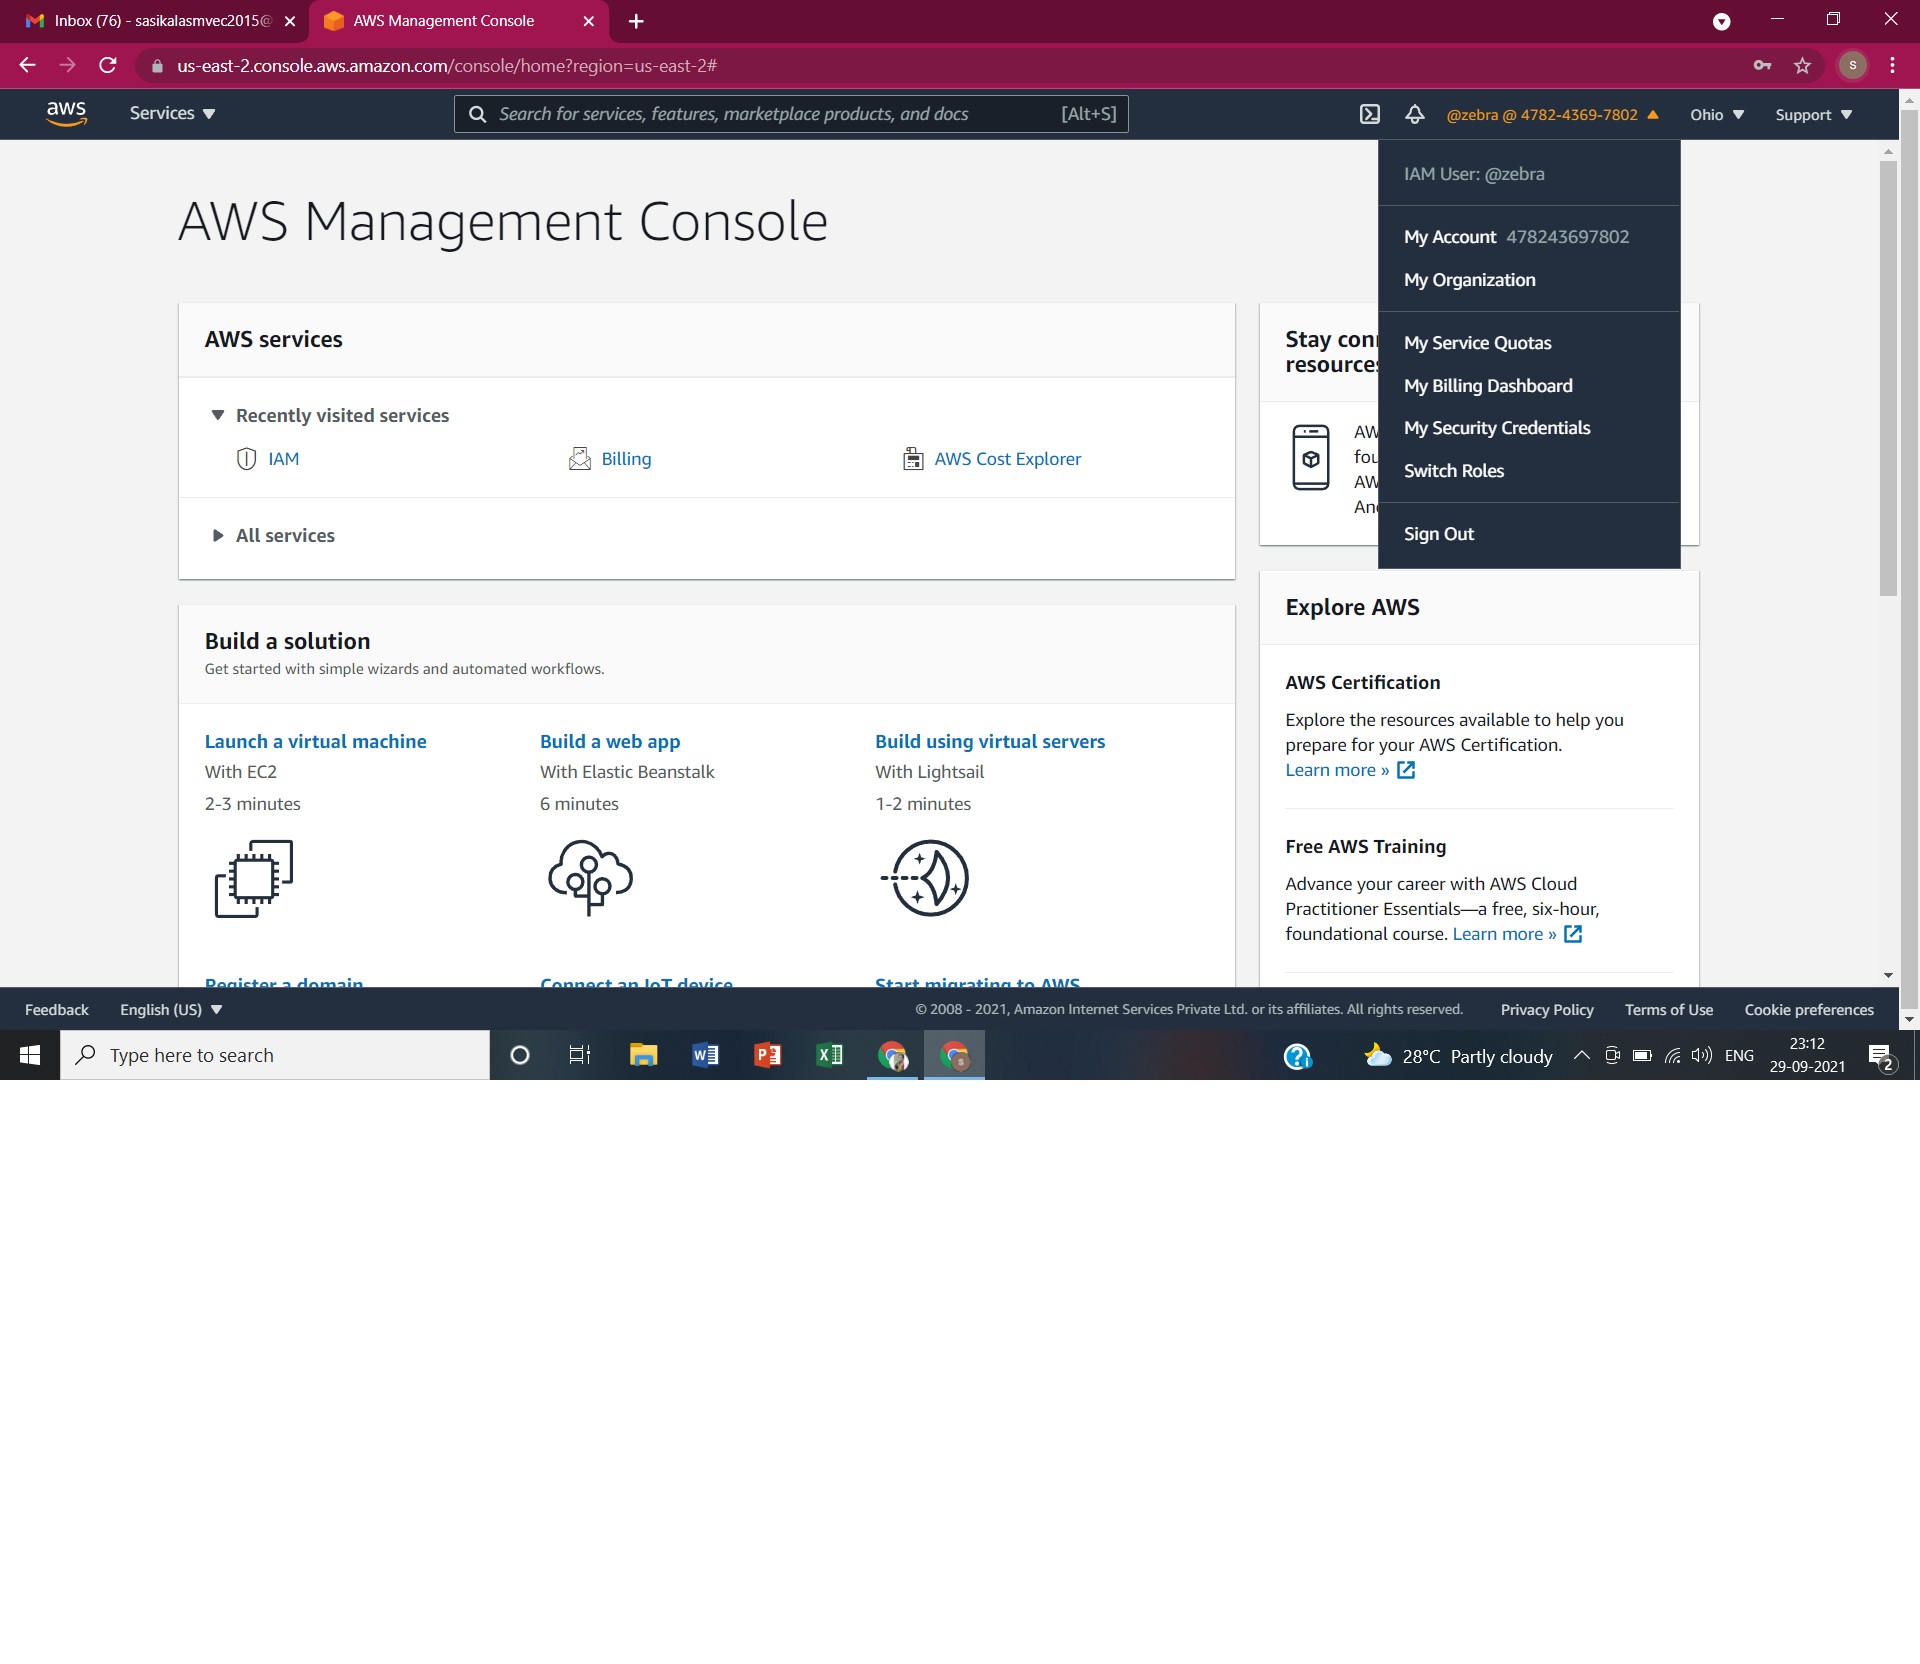 Inbox (76) - sasikalasmvec2015@
AWS Management Console
us-east-2.console.aws.amazon.com/console/home?region=us-east-2#
S
aws
Services
Search for services, features, marketplace products, and docs
[Alt+S]
@zebra @ 4782-4369-7802
Ohio
Support
IAM User: @zebra
My Account 478243697802
My Organization
My Service Quotas
My Billing Dashboard
My Security Credentials
Switch Roles
Sign Out
AWS Management Console
AWS services
Recently visited services
IAM
Billing
AWS Cost Explorer
All services
Stay con
resources
AW
fou
AW
And
Build a solution
Get started with simple wizards and automated workflows.
Launch a virtual machine
With EC2
2-3 minutes
Build a web app
With Elastic Beanstalk
6 minutes
Build using virtual servers
With Lightsail
1-2 minutes
Register a domain
Connect an IoT device
Start migrating to AWS
Explore AWS
AWS Certification
Explore the resources available to help you
prepare for your AWS Certification.
Learn more »
Free AWS Training
Advance your career with AWS Cloud
Practitioner Essentials—a free, six-hour,
foundational course. Learn more »
Feedback
English (US)
© 2008 - 2021, Amazon Internet Services Private Ltd. or its affiliates. All rights reserved.
Privacy Policy
Terms of Use
Cookie preferences
Type here to search
28°C Partly cloudy
ENG
23:12
29-09-2021
2